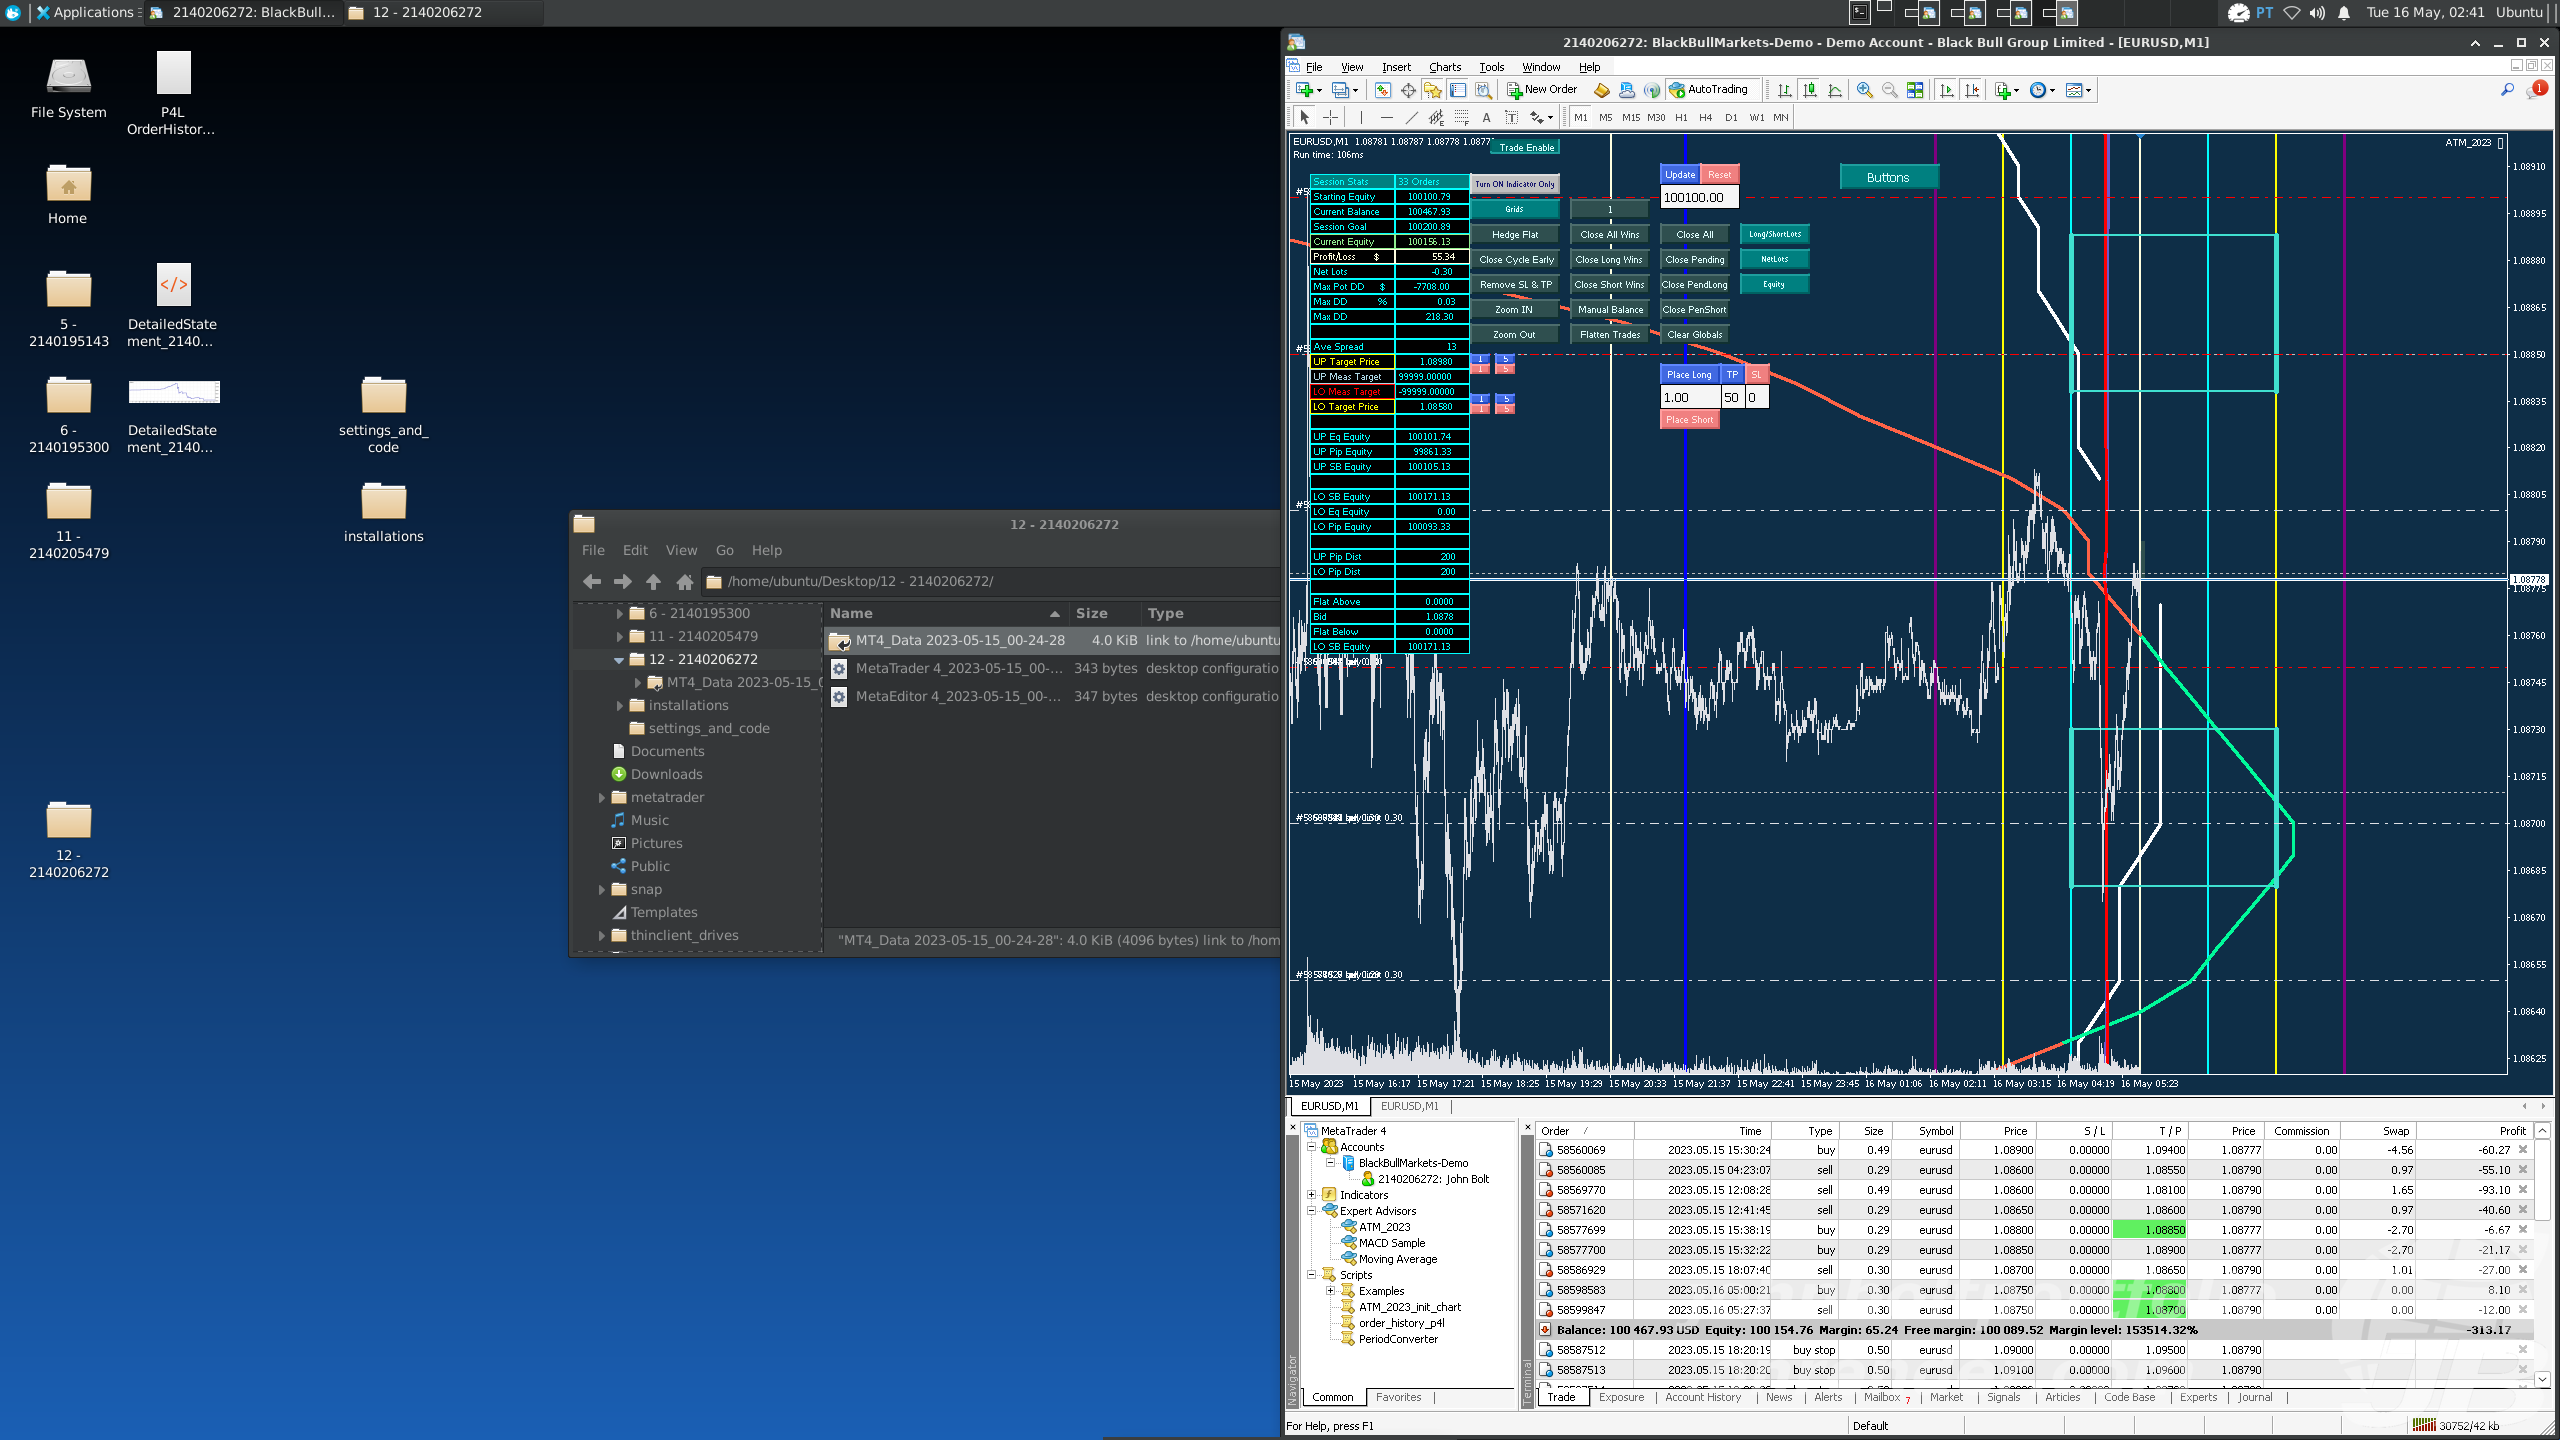 Applications
2140206272: BlackBull...
12 - 2140206272
PT
Tue 16 May, 02:41
Ubuntu
File System
P4L OrderHistor...
Home
5 - 2140195143
DetailedState ment_2140...
6 - 2140195300
DetailedState ment_2140...
settings_and_ code
11 - 2140205479
installations
12 - 2140206272
12 - 2140206272
File Edit View Go Help
/home/ubuntu/Desktop/12 - 2140206272/
6 - 2140195300
11 - 2140205479
12 - 2140206272
MT4_Data 2023-05-15_0
installations
settings_and_code
Documents
Downloads
metatrader
Music
Pictures
Public
snap
Templates
thinclient_drives
Name Size Type
MT4_Data 2023-05-15_00-24-28 4.0 KiB link to /home/ubuntu
MetaTrader 4_2023-05-15_00-... 343 bytes desktop configuratio
MetaEditor 4_2023-05-15_00-... 347 bytes desktop configuratio
"MT4_Data 2023-05-15_00-24-28": 4.0 KiB (4096 bytes) link to /hom
2140206272: BlackBullMarkets-Demo - Demo Account - Black Bull Group Limited - [EURUSD,M1]
File View Insert Charts Tools Window Help
New Order AutoTrading 1
A T M1 M5 M15 M30 H1 H4 D1 W1 MN
EURUSD,M1 1.08781 1.08787 1.08778 1.0877
Run time: 106ms
Trade Enable
ATM_2023
Session Stats 33 Orders
Starting Equity 100100.79
Current Balance 100467.93
Session Goal 100200.89
Current Equity 100156.13
Profit/Loss $ 55.34
Net Lots -0.30
Max Pot DD $ -7708.00
Max DD % 0.03
Max DD 218.30
Ave Spread 13
UP Target Price 1.08980
UP Meas Target 99999.00000
LO Meas Target -99999.00000
LO Target Price 1.08580
UP Eq Equity 100101.74
UP Pip Equity 99861.33
UP SB Equity 100105.13
LO SB Equity 100171.13
LO Eq Equity 0.00
LO Pip Equity 100093.33
UP Pip Dist 200
LO Pip Dist 200
Flat Above 0.0000
Bid 1.0878
Flat Below 0.0000
LO SB Equity 100171.13
Turn ON Indicator Only
Update Reset
100100.00
Buttons
Grids 1
Hedge Flat Close All Wins Close All Long/ShortLots
Close Cycle Early Close Long Wins Close Pending NetLots
Remove SL & TP Close Short Wins Close PendLong Equity
Zoom IN Manual Balance Close PenShort
Zoom Out Flatten Trades Clear Globals
1 5
1 5
Place Long TP SL
1.00 50 0
Place Short
1 5
1 5
1.08910
1.08895
1.08880
1.08865
1.08850
1.08835
1.08820
1.08805
1.08790
1.08778
1.08775
1.08760
1.08745
1.08730
1.08715
1.08700
1.08685
1.08670
1.08655
1.08640
1.08625
15 May 2023 15 May 16:17 15 May 17:21 15 May 18:25 15 May 19:29 15 May 20:33 15 May 21:37 15 May 22:41 15 May 23:45 16 May 01:06 16 May 02:11 16 May 03:15 16 May 04:19 16 May 05:23
EURUSD,M1 EURUSD,M1
Navigator
MetaTrader 4
Accounts
BlackBullMarkets-Demo
2140206272: John Bolt
Indicators
Expert Advisors
ATM_2023
MACD Sample
Moving Average
Scripts
Examples
ATM_2023_init_chart
order_history_p4l
PeriodConverter
Common Favorites
Terminal
Order / Time Type Size Symbol Price S / L T / P Price Commission Swap Profit
58560069 2023.05.15 15:30:24 buy 0.49 eurusd 1.08900 0.00000 1.09400 1.08777 0.00 -4.56 -60.27
58560085 2023.05.15 04:23:07 sell 0.29 eurusd 1.08600 0.00000 1.08550 1.08790 0.00 0.97 -55.10
58569770 2023.05.15 12:08:28 sell 0.49 eurusd 1.08600 0.00000 1.08100 1.08790 0.00 1.65 -93.10
58571620 2023.05.15 12:41:45 sell 0.29 eurusd 1.08650 0.00000 1.08600 1.08790 0.00 0.97 -40.60
58577699 2023.05.15 15:38:19 buy 0.29 eurusd 1.08800 0.00000 1.08850 1.08777 0.00 -2.70 -6.67
58577700 2023.05.15 15:32:22 buy 0.29 eurusd 1.08850 0.00000 1.08900 1.08777 0.00 -2.70 -21.17
58586929 2023.05.15 18:07:40 sell 0.30 eurusd 1.08700 0.00000 1.08650 1.08790 0.00 1.01 -27.00
58598583 2023.05.16 05:00:21 buy 0.30 eurusd 1.08750 0.00000 1.08800 1.08777 0.00 0.00 8.10
58599847 2023.05.16 05:27:37 sell 0.30 eurusd 1.08750 0.00000 1.08700 1.08790 0.00 0.00 -12.00
Balance: 100 467.93 USD Equity: 100 154.76 Margin: 65.24 Free margin: 100 089.52 Margin level: 153514.32% -313.17
58587512 2023.05.15 18:20:19 buy stop 0.50 eurusd 1.09000 0.00000 1.09500 1.08790
58587513 2023.05.15 18:20:20 buy stop 0.50 eurusd 1.09100 0.00000 1.09600 1.08790
Trade Exposure Account History News Alerts Mailbox 7 Market Signals Articles Code Base Experts Journal
For Help, press F1 Default 30752/42 kb